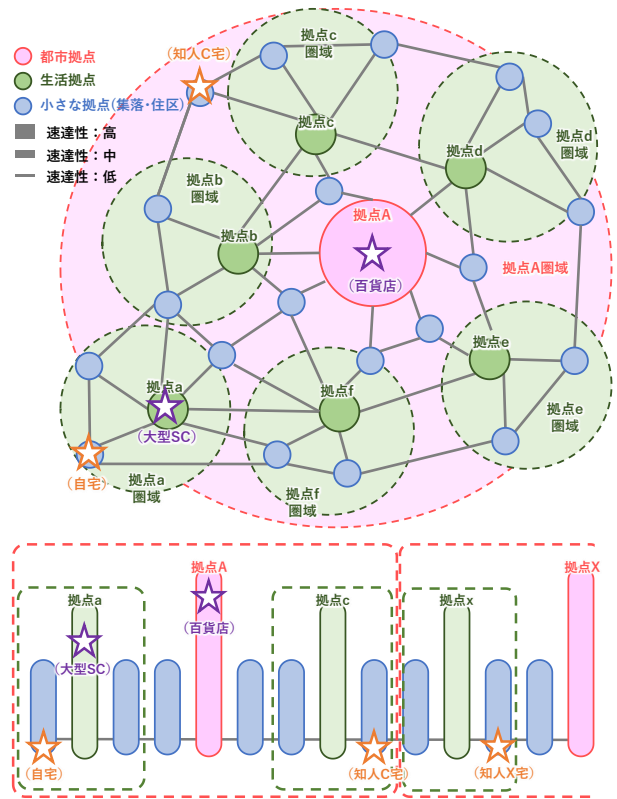 都市拠点
生活拠点
小さな拠点(集落・住区)
速達性：高
速達性：中
速達性：低
（知人C宅）
拠点c
圏域
拠点c
拠点d
拠点d
圏域
拠点b
圏域
拠点b
拠点A
（百貨店）
拠点A圏域
拠点e
拠点e
圏域
拠点a
（大型SC）
拠点f
（自宅）
拠点a
圏域
拠点f
圏域
拠点A
拠点X
拠点a
拠点c
拠点x
（百貨店）
（大型SC）
（自宅）
（知人C宅）
（知人X宅）